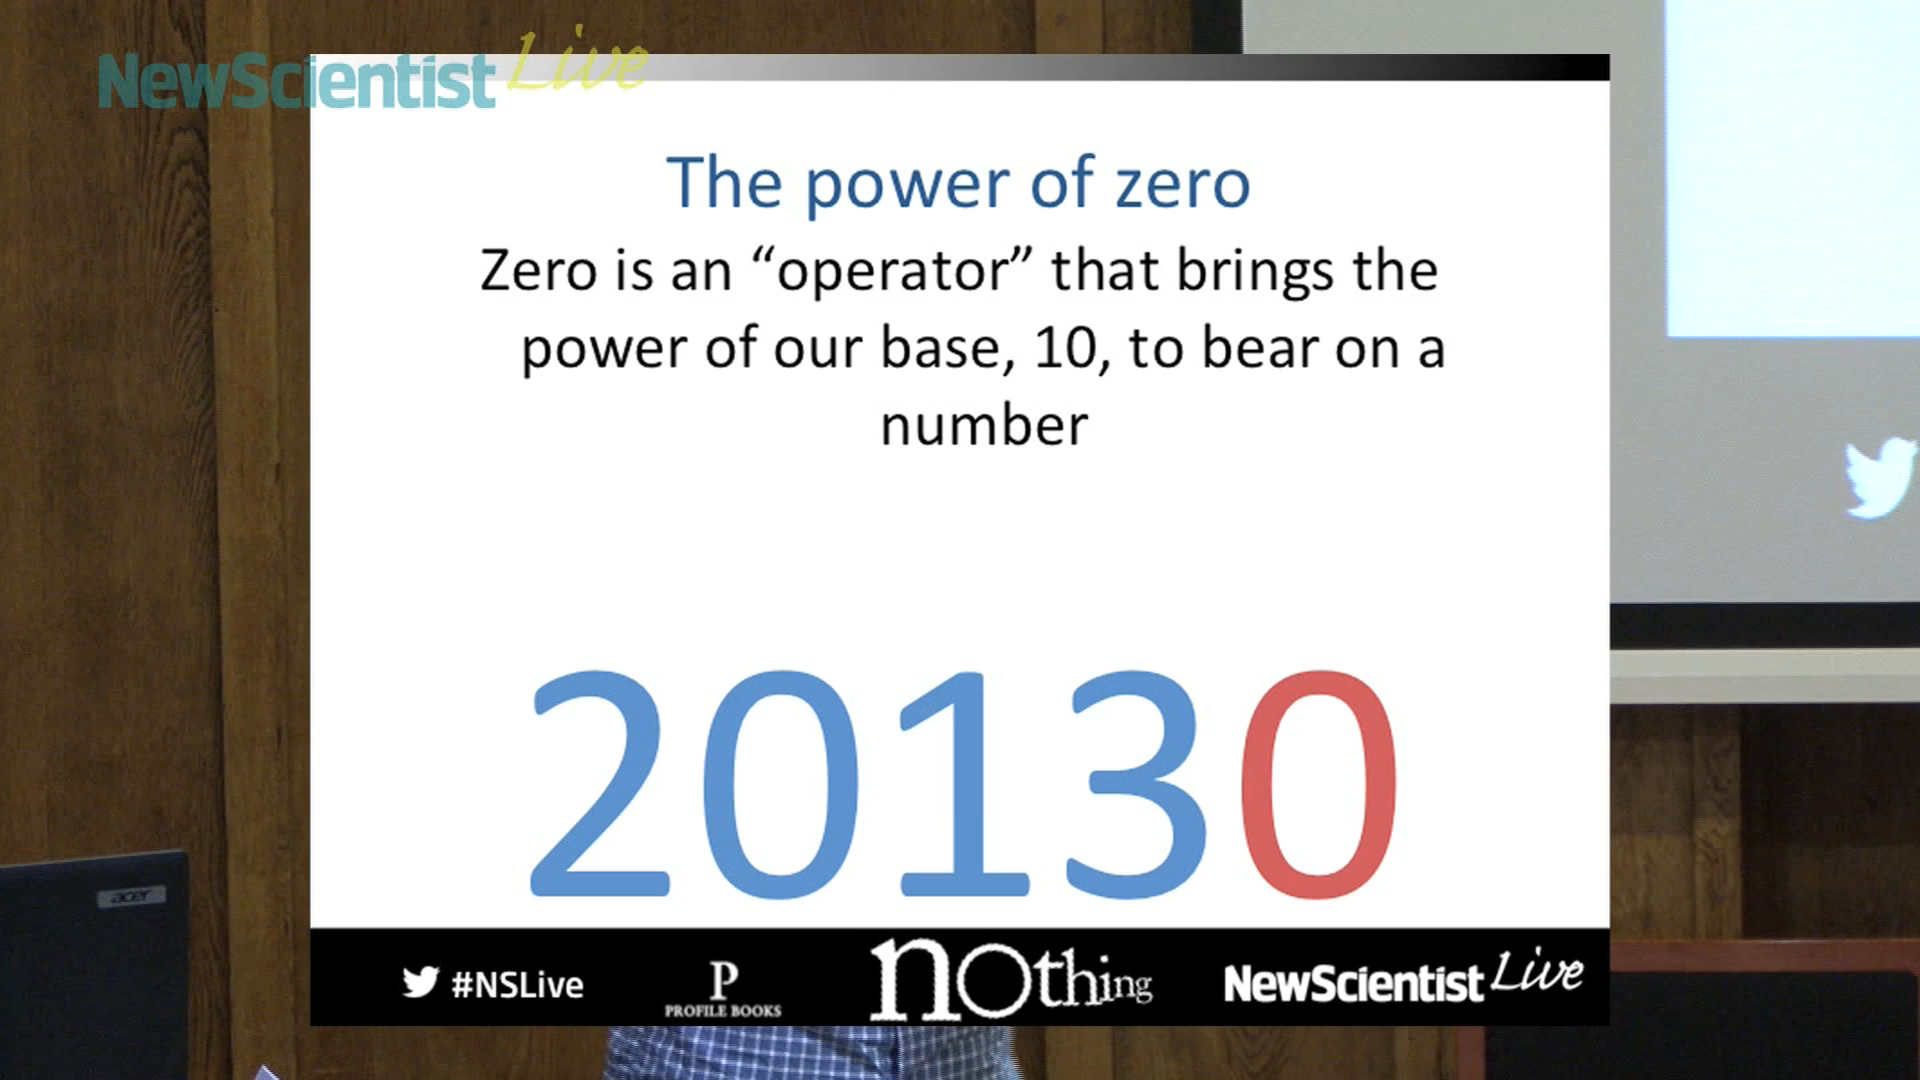 NewScientist Live
The power of zero
Zero is an “operator” that brings the
power of our base, 10, to bear on a
number
20130
#NSLive
P
PROFILE BOOKS
nothing
NewScientist Live
acer